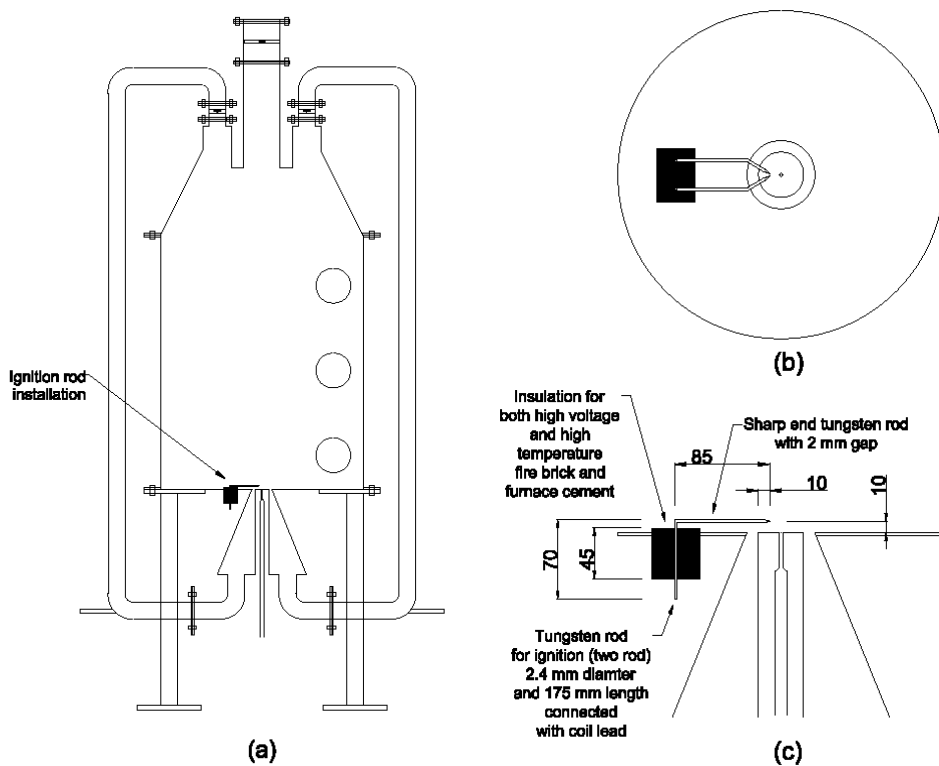 Ignition rod
installation
(a)
(b)
Insulation for
both high voltage
and high
temperature
fire brick and
furnace cement
Sharp end tungsten rod
with 2 mm gap
85
10
10
70
45
Tungsten rod
for ignition (two rod)
2.4 mm diamter
and 175 mm length
connected
with coil lead
(c)